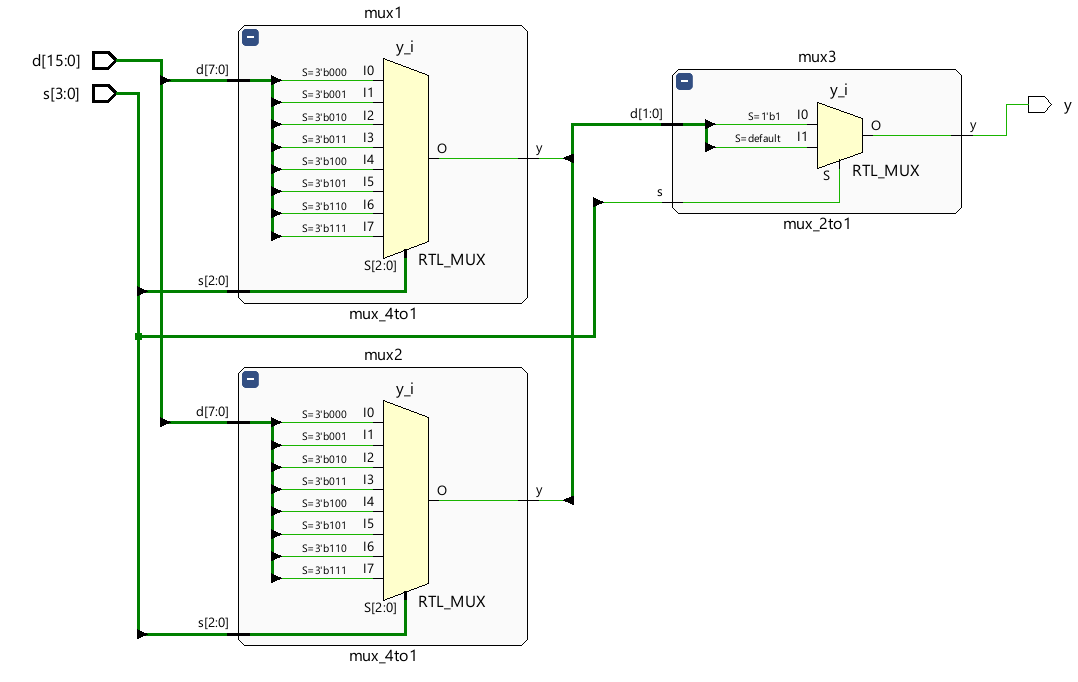 mux1
y_i
d[15:0]
s[3:0]
d[7:0]
S=3'b000 I0
S=3'b001 I1
S=3'b010 I2
S=3'b011 I3
S=3'b100 I4
S=3'b101 I5
S=3'b110 I6
S=3'b111 I7
O
y
S[2:0]
RTL_MUX
s[2:0]
mux_4to1
mux3
y_i
d[1:0]
S=1'b1 I0
S=default I1
O
y
y
S
RTL_MUX
s
mux_2to1
mux2
y_i
d[7:0]
S=3'b000 I0
S=3'b001 I1
S=3'b010 I2
S=3'b011 I3
S=3'b100 I4
S=3'b101 I5
S=3'b110 I6
S=3'b111 I7
O
y
S[2:0]
RTL_MUX
s[2:0]
mux_4to1